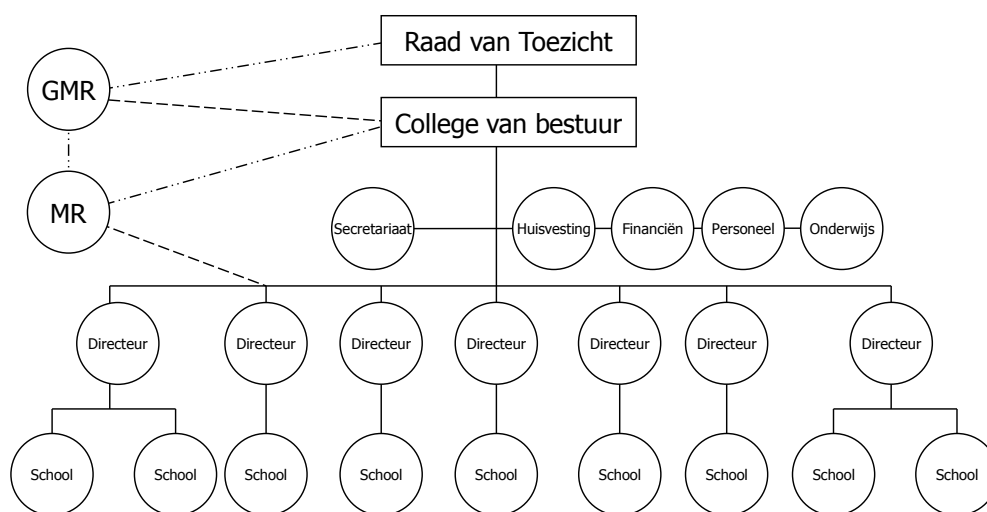 Raad van Toezicht
GMR
College van bestuur
MR
Secretariaat
Huisvesting
Financiën
Personeel
Onderwijs
Directeur
Directeur
Directeur
Directeur
Directeur
Directeur
Directeur
School
School
School
School
School
School
School
School
School